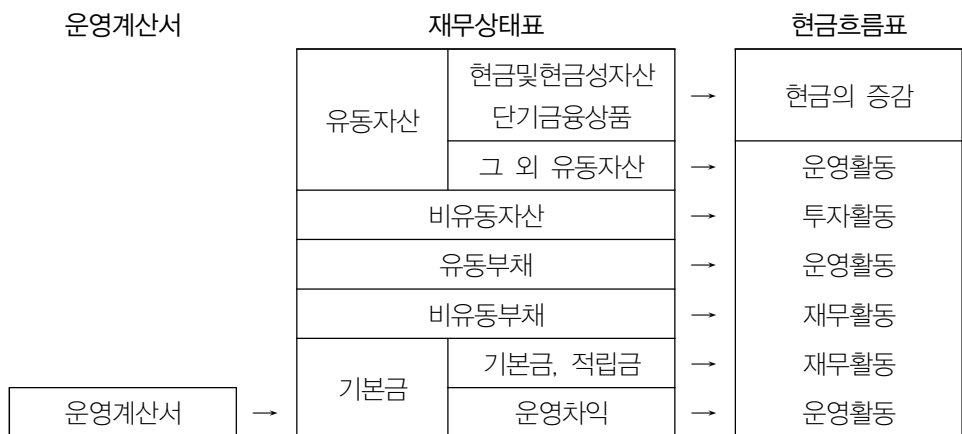 운영계산서 재무상태표 현금흐름표
현금및현금성자산
단기금융상품 → 현금의 증감
유동자산
그 외 유동자산 → 운영활동
비유동자산 → 투자활동
유동부채 → 운영활동
비유동부채 → 재무활동
기본금, 적립금 → 재무활동
기본금
운영계산서 → 운영차익 → 운영활동